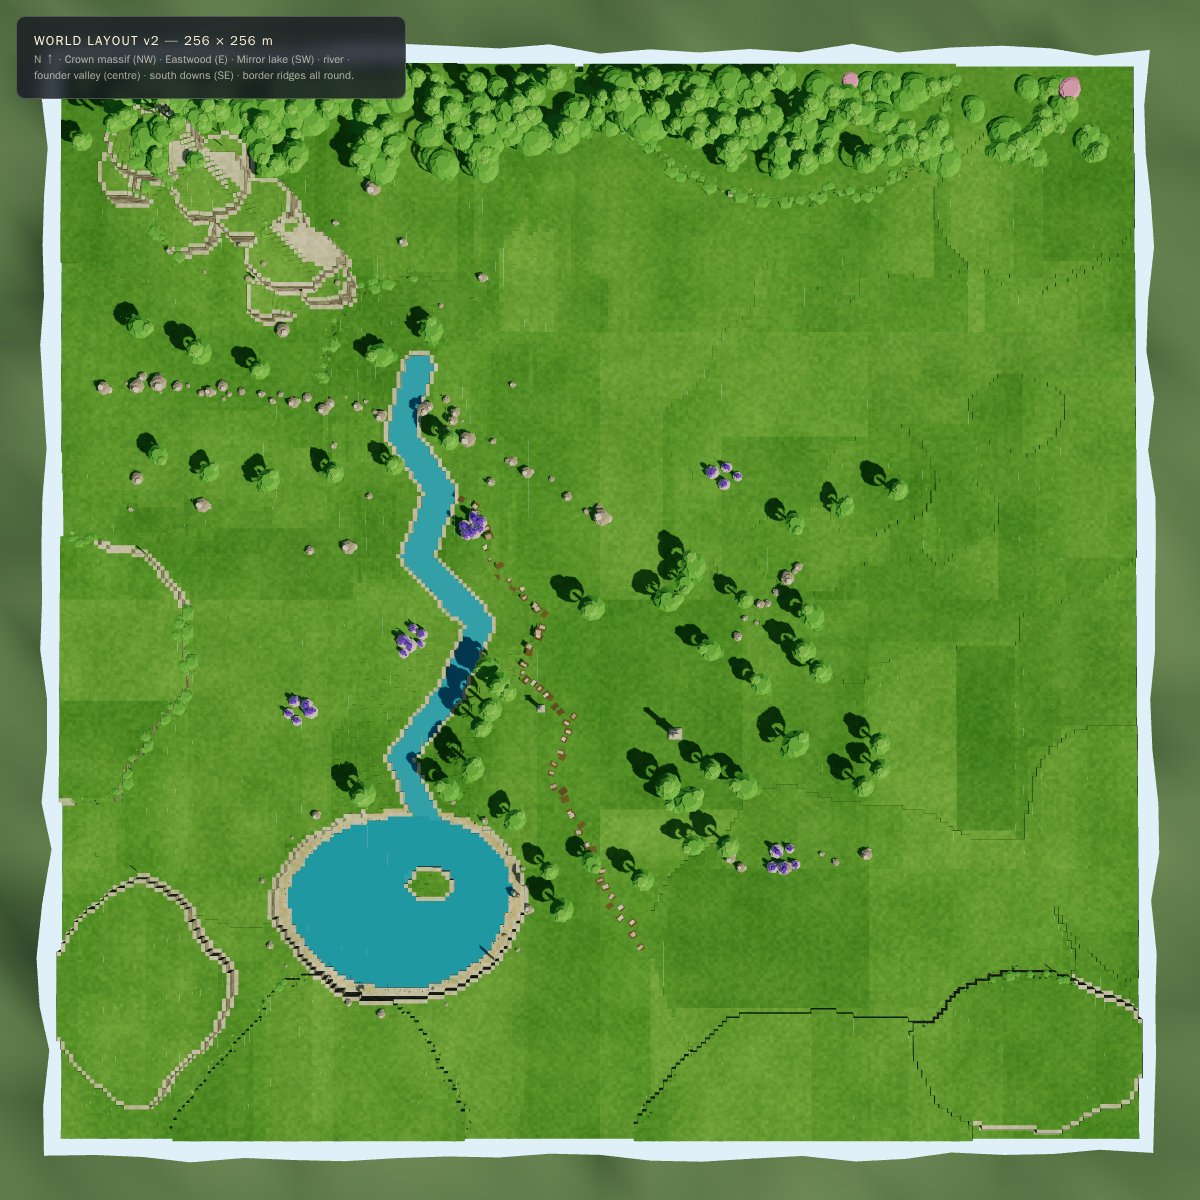 WORLD LAYOUT v2 — 256 × 256 m
N ↑ · Crown massif (NW) · Eastwood (E) · Mirror lake (SW) · river ·
founder valley (centre) · south downs (SE) · border ridges all round.